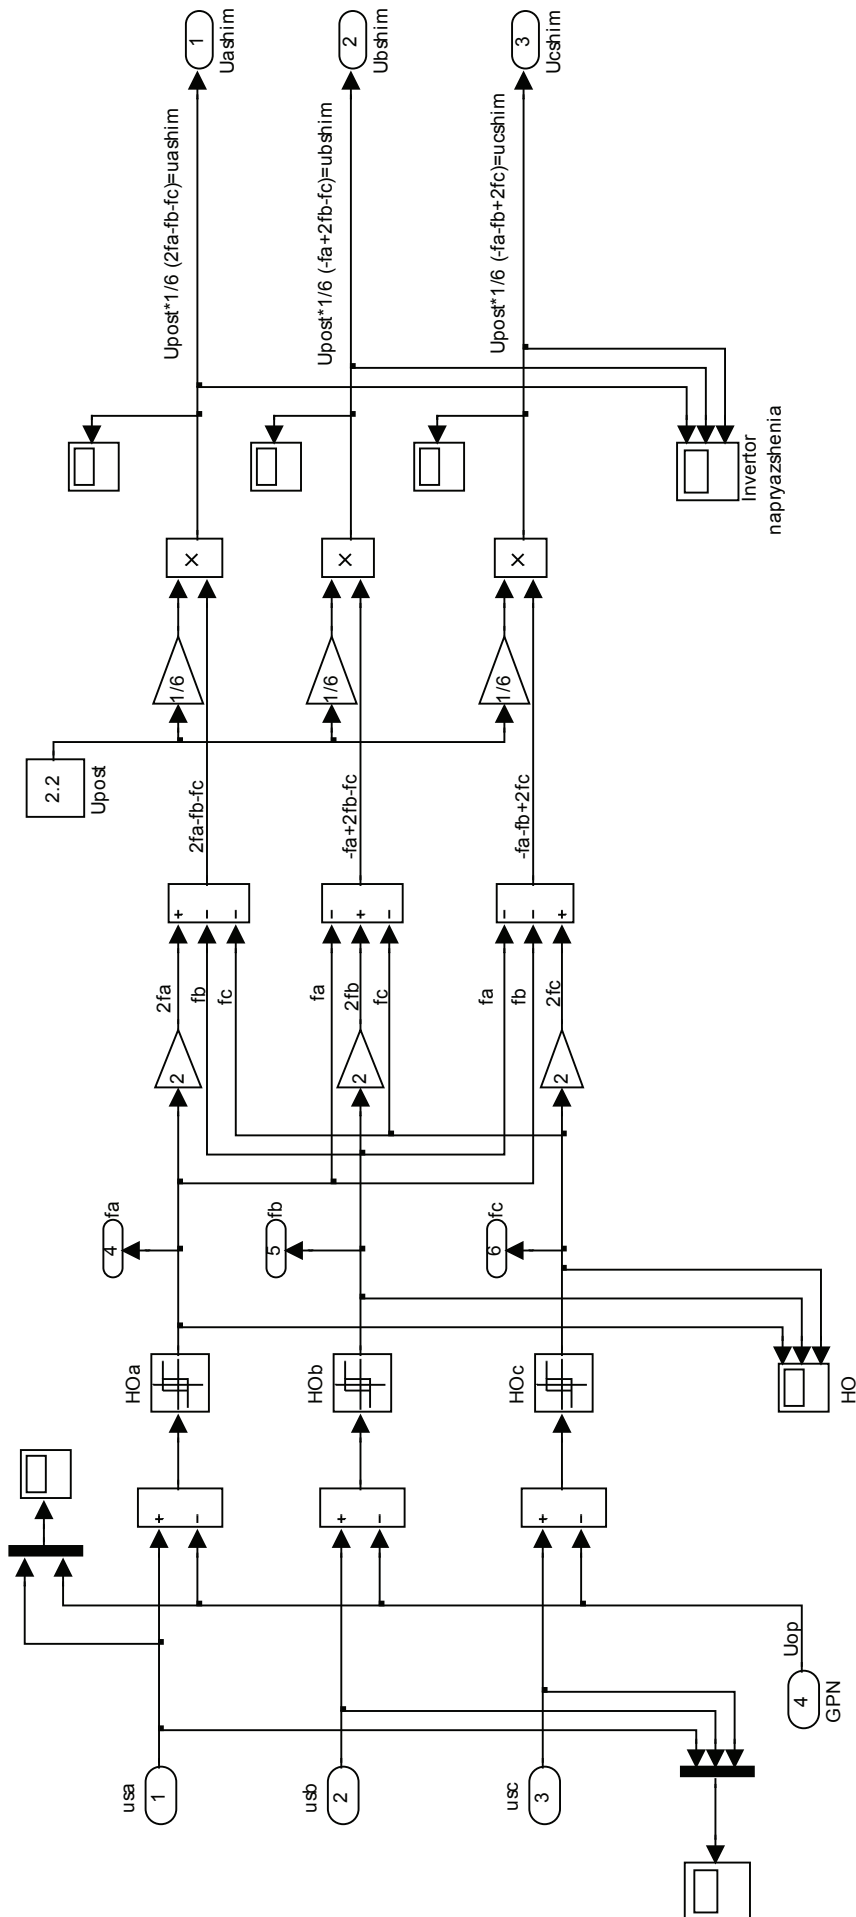 usa
1
usb
2
usc
3
Uop
4
GPN
+
−
+
−
+
−
HOa
HOb
HOc
HO
4
fa
5
fb
6
fc
2
2
2
2fa
fb
fc
fa
2fb
fc
fa
fb
2fc
+
−
−
−
+
−
−
−
+
2fa-fb-fc
-fa+2fb-fc
-fa-fb+2fc
2.2
Upost
1/6
1/6
1/6
×
×
×
Invertor
napryazshenia
Upost*1/6 (2fa-fb-fc)=uashim
Upost*1/6 (-fa+2fb-fc)=ubshim
Upost*1/6 (-fa-fb+2fc)=ucshim
1
Uashim
2
Ubshim
3
Ucshim